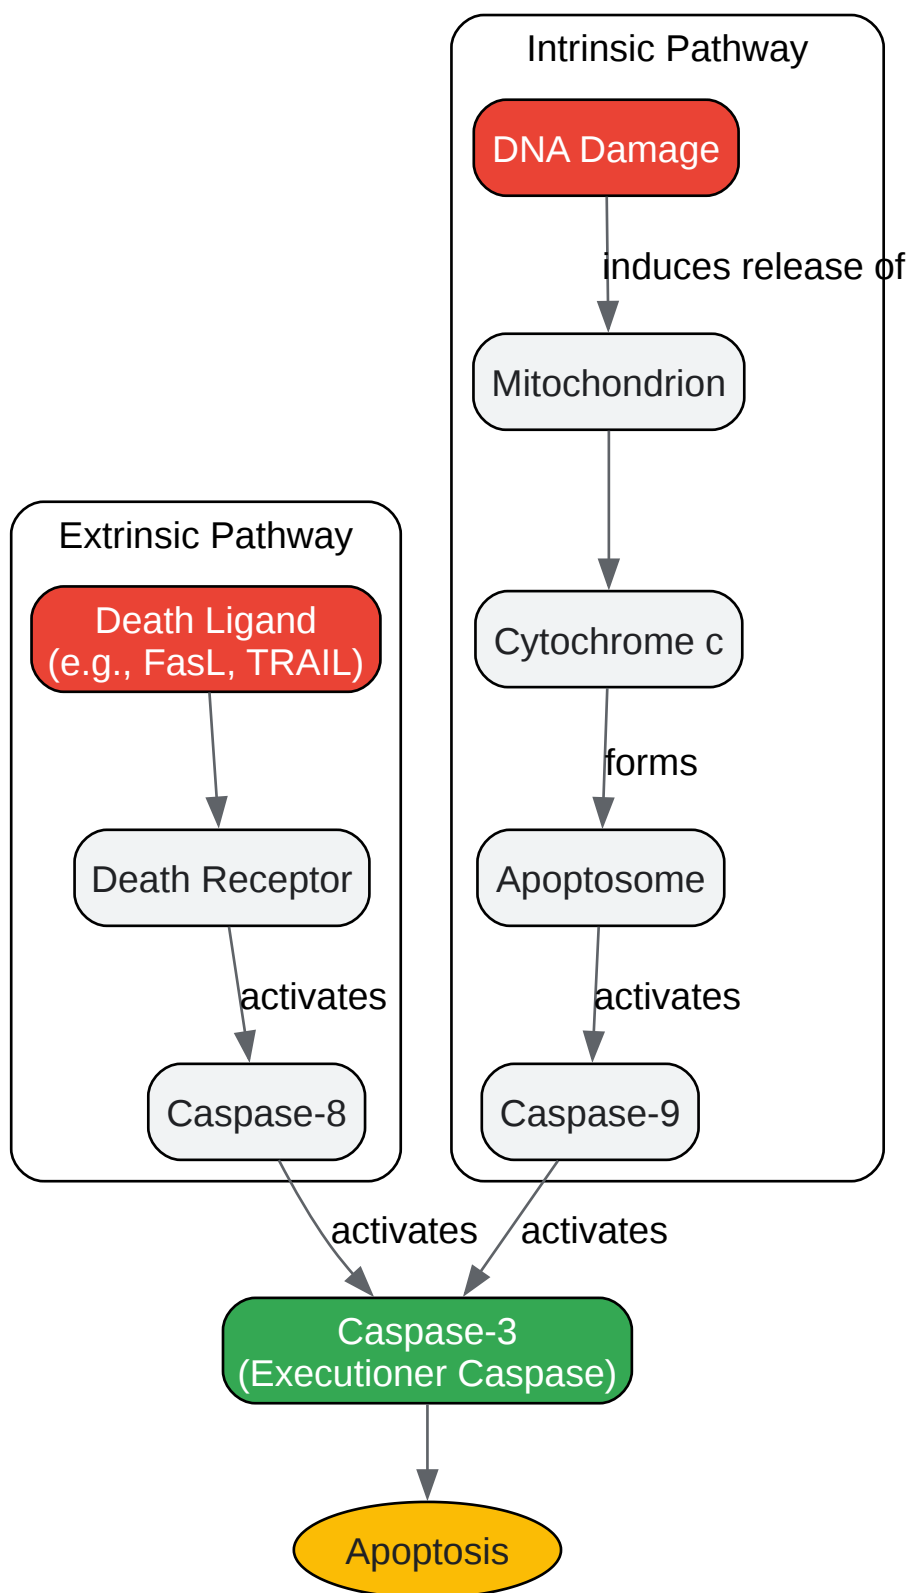 Intrinsic Pathway
DNA Damage
induces release of
Mitochondrion
Cytochrome c
forms
Apoptosome
activates
Caspase-9
activates
Extrinsic Pathway
Death Ligand
(e.g., FasL, TRAIL)
Death Receptor
activates
Caspase-8
activates
Caspase-3
(Executioner Caspase)
Apoptosis